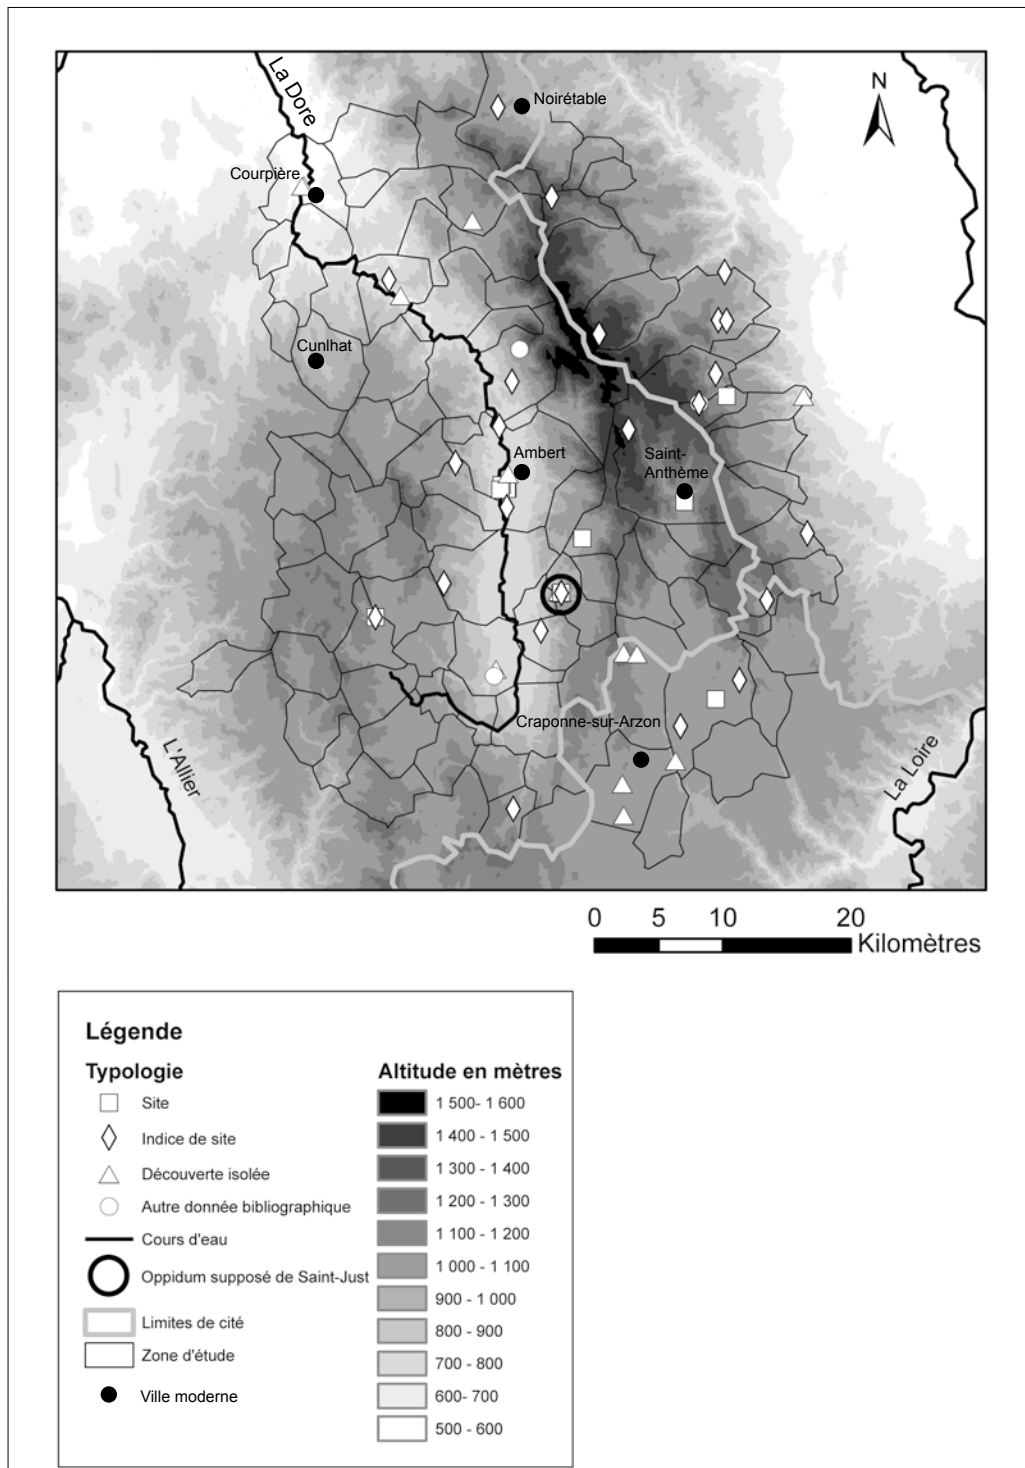 La Dore
N
Noirétable
Courpière
Cunlhat
Ambert
Saint-
Anthème
Craponne-sur-Arzon
L'Allier
La Loire
0 5 10 20
Kilomètres
Légende
Typologie
Site
Indice de site
Découverte isolée
Autre donnée bibliographique
Cours d'eau
Oppidum supposé de Saint-Just
Limites de cité
Zone d'étude
Ville moderne
Altitude en mètres
1 500- 1 600
1 400 - 1 500
1 300 - 1 400
1 200 - 1 300
1 100 - 1 200
1 000 - 1 100
900 - 1 000
800 - 900
700 - 800
600- 700
500 - 600